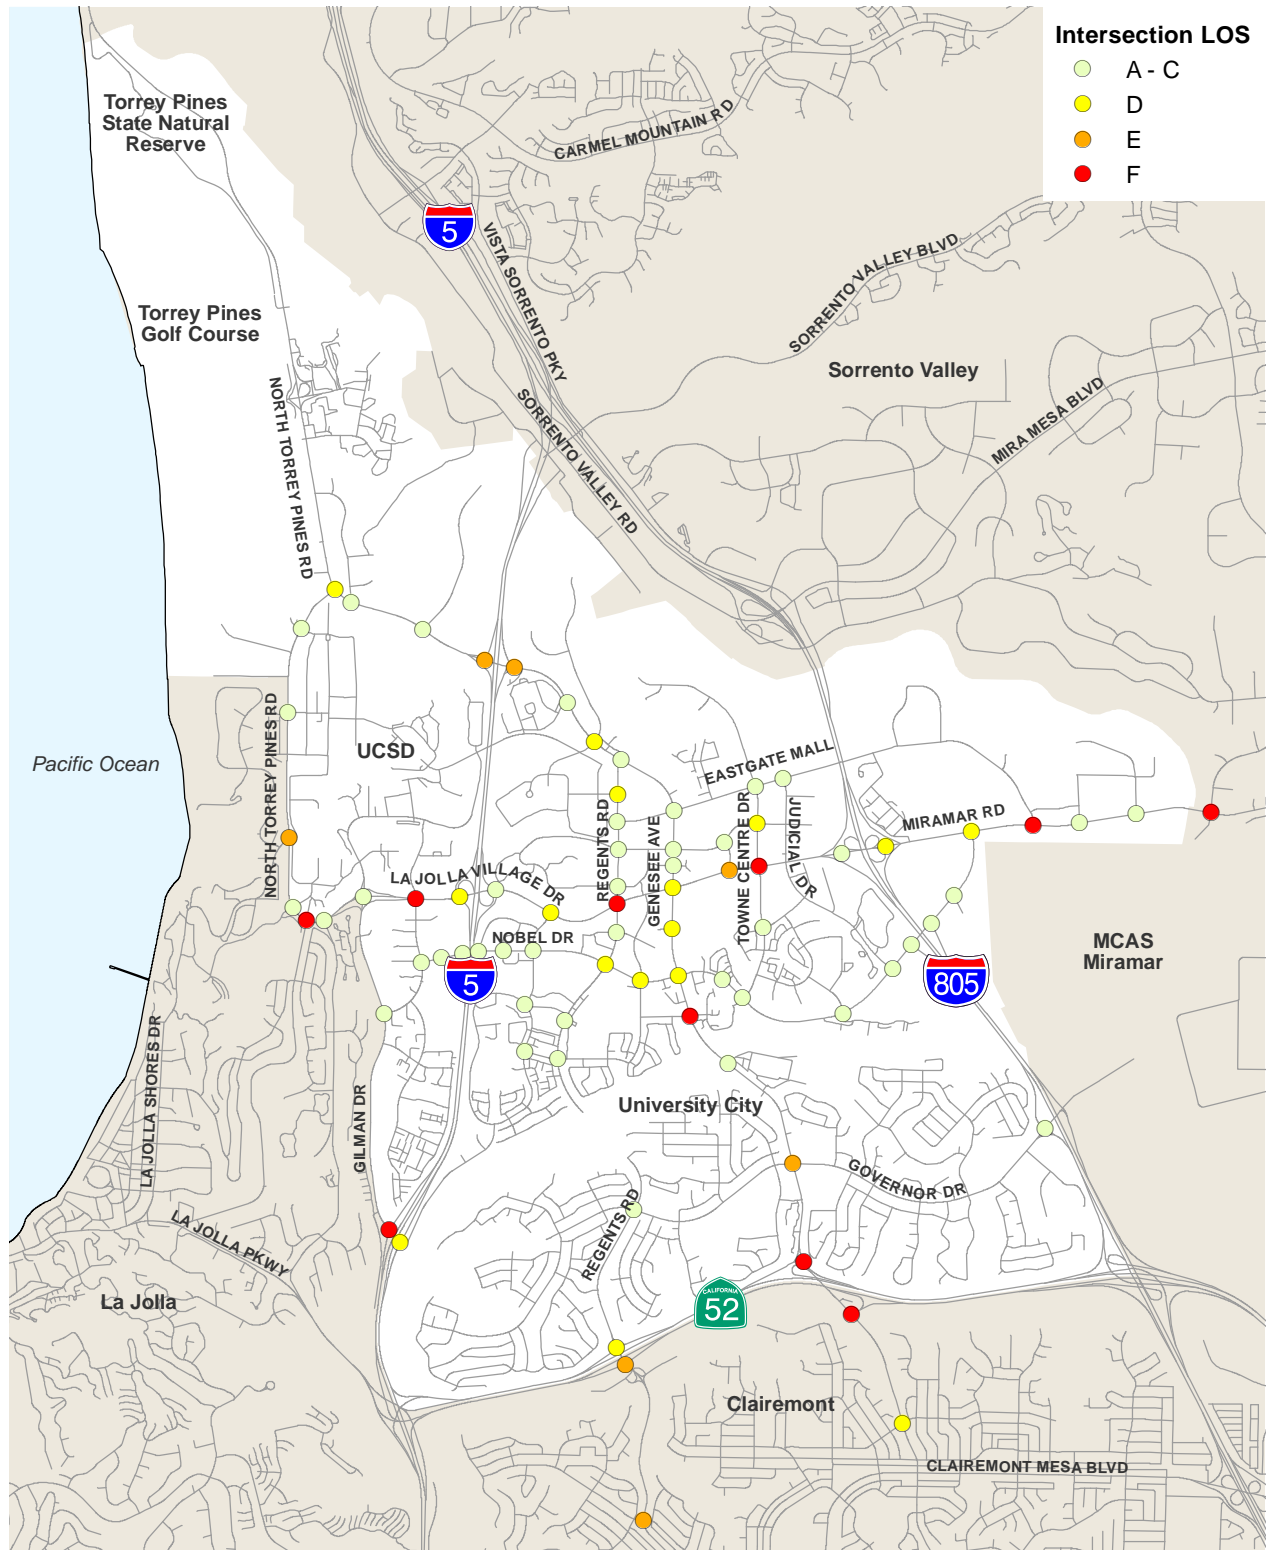 Intersection LOS
A - C
D
E
F
Torrey Pines
State Natural
Reserve
CARMEL MOUNTAIN RD
5
VISTA SORRENTO PKY
SORRENTO VALLEY BLVD
Torrey Pines
Golf Course
Sorrento Valley
NORTH TORREY PINES RD
SORRENTO VALLEY RD
MIRA MESA BLVD
Pacific Ocean
NORTH TORREY PINES RD
UCSD
EASTGATE MALL
REGENTS RD
GENESEE AVE
TOWNE CENTRE DR
JUDICIAL DR
MIRAMAR RD
LA JOLLA VILLAGE DR
NOBEL DR
5
805
MCAS
Miramar
LA JOLLA SHORES DR
GILMAN DR
University City
GOVERNOR DR
REGENTS RD
LA JOLLA PKWY
La Jolla
CALIFORNIA
52
Clairemont
CLAIREMONT MESA BLVD